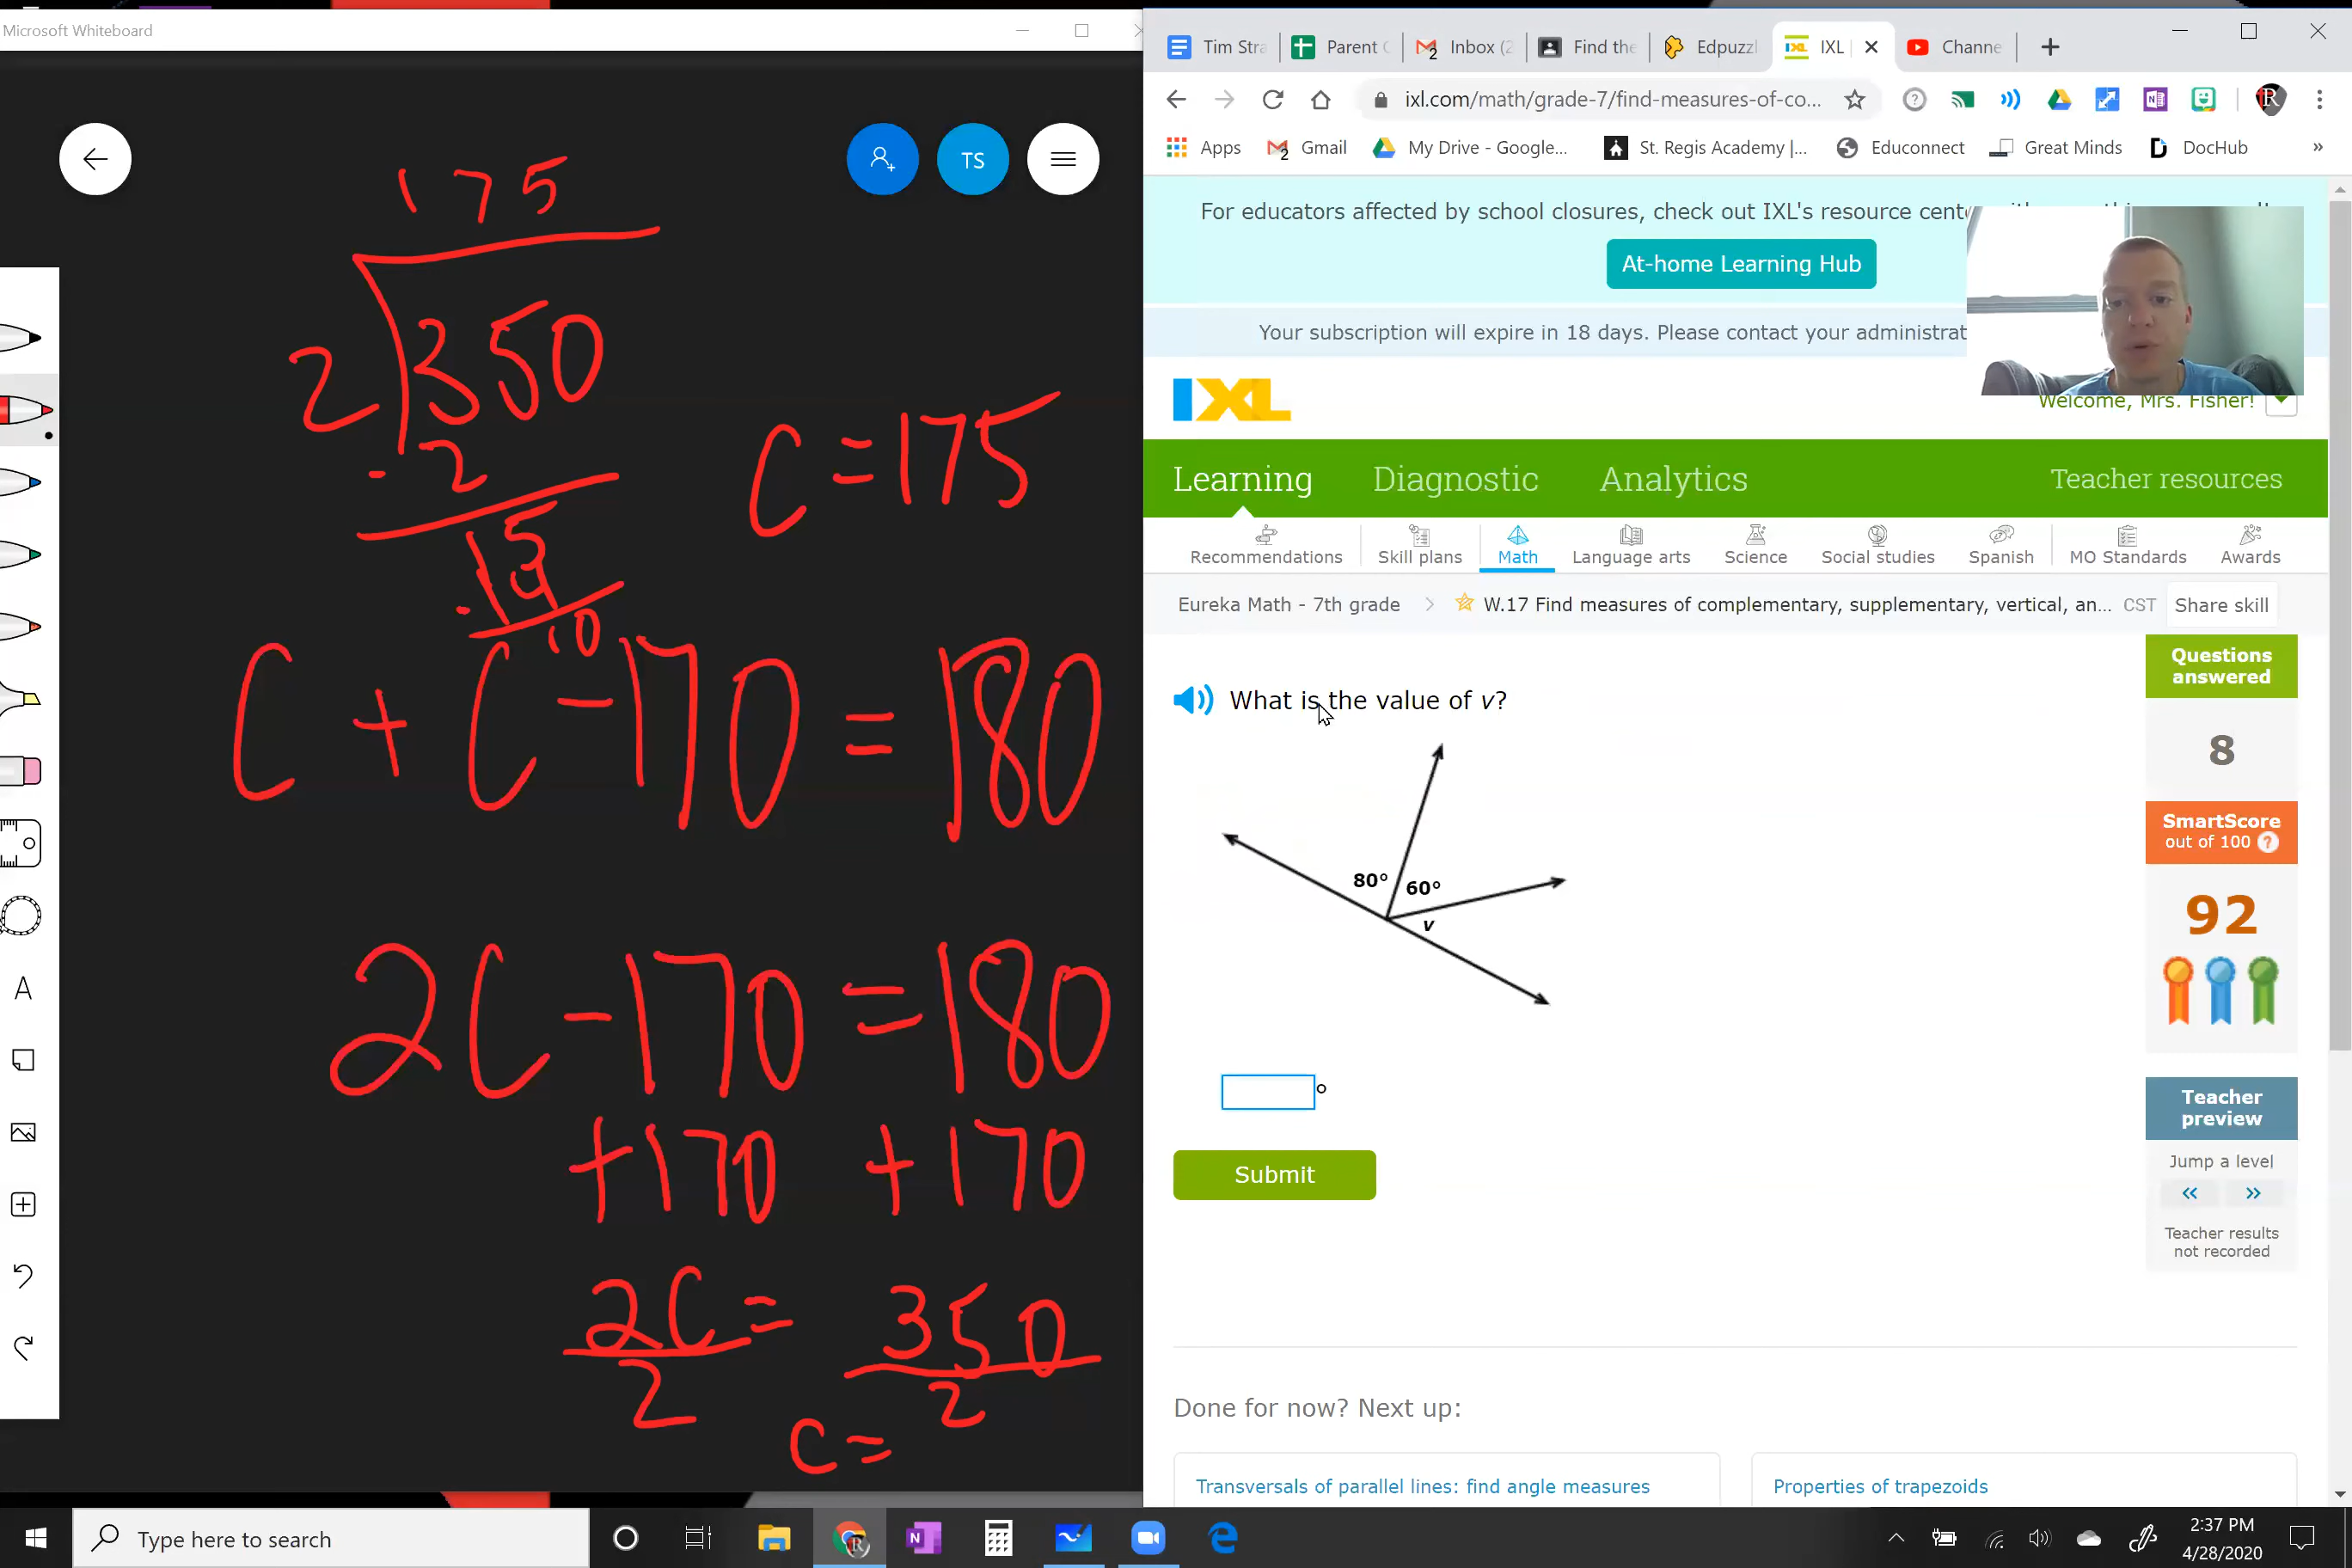 Microsoft Whiteboard
TS
175
2 350
-2
15
10
C=175
C + C -170 = 180
2C -170 = 180
+170 +170
2C = 350
2 2
C =
A
Tim Stra
Parent
Inbox (2
Find the
Edpuzzl
IXL
Channe
ixl.com/math/grade-7/find-measures-of-co...
Apps
Gmail
My Drive - Google...
St. Regis Academy |...
Educonnect
Great Minds
DocHub
»
For educators affected by school closures, check out IXL's resource cent
At-home Learning Hub
Your subscription will expire in 18 days. Please contact your administrat
IXL
Welcome, Mrs. Fisher!
Learning
Diagnostic
Analytics
Teacher resources
Recommendations
Skill plans
Math
Language arts
Science
Social studies
Spanish
MO Standards
Awards
Eureka Math - 7th grade > W.17 Find measures of complementary, supplementary, vertical, an... CST
Share skill
What is the value of v?
80°
60°
v
°
Submit
Questions
answered
8
SmartScore
out of 100 ?
92
Teacher
preview
Jump a level
« »
Teacher results
not recorded
Done for now? Next up:
Transversals of parallel lines: find angle measures
Properties of trapezoids
Type here to search
2:37 PM
4/28/2020